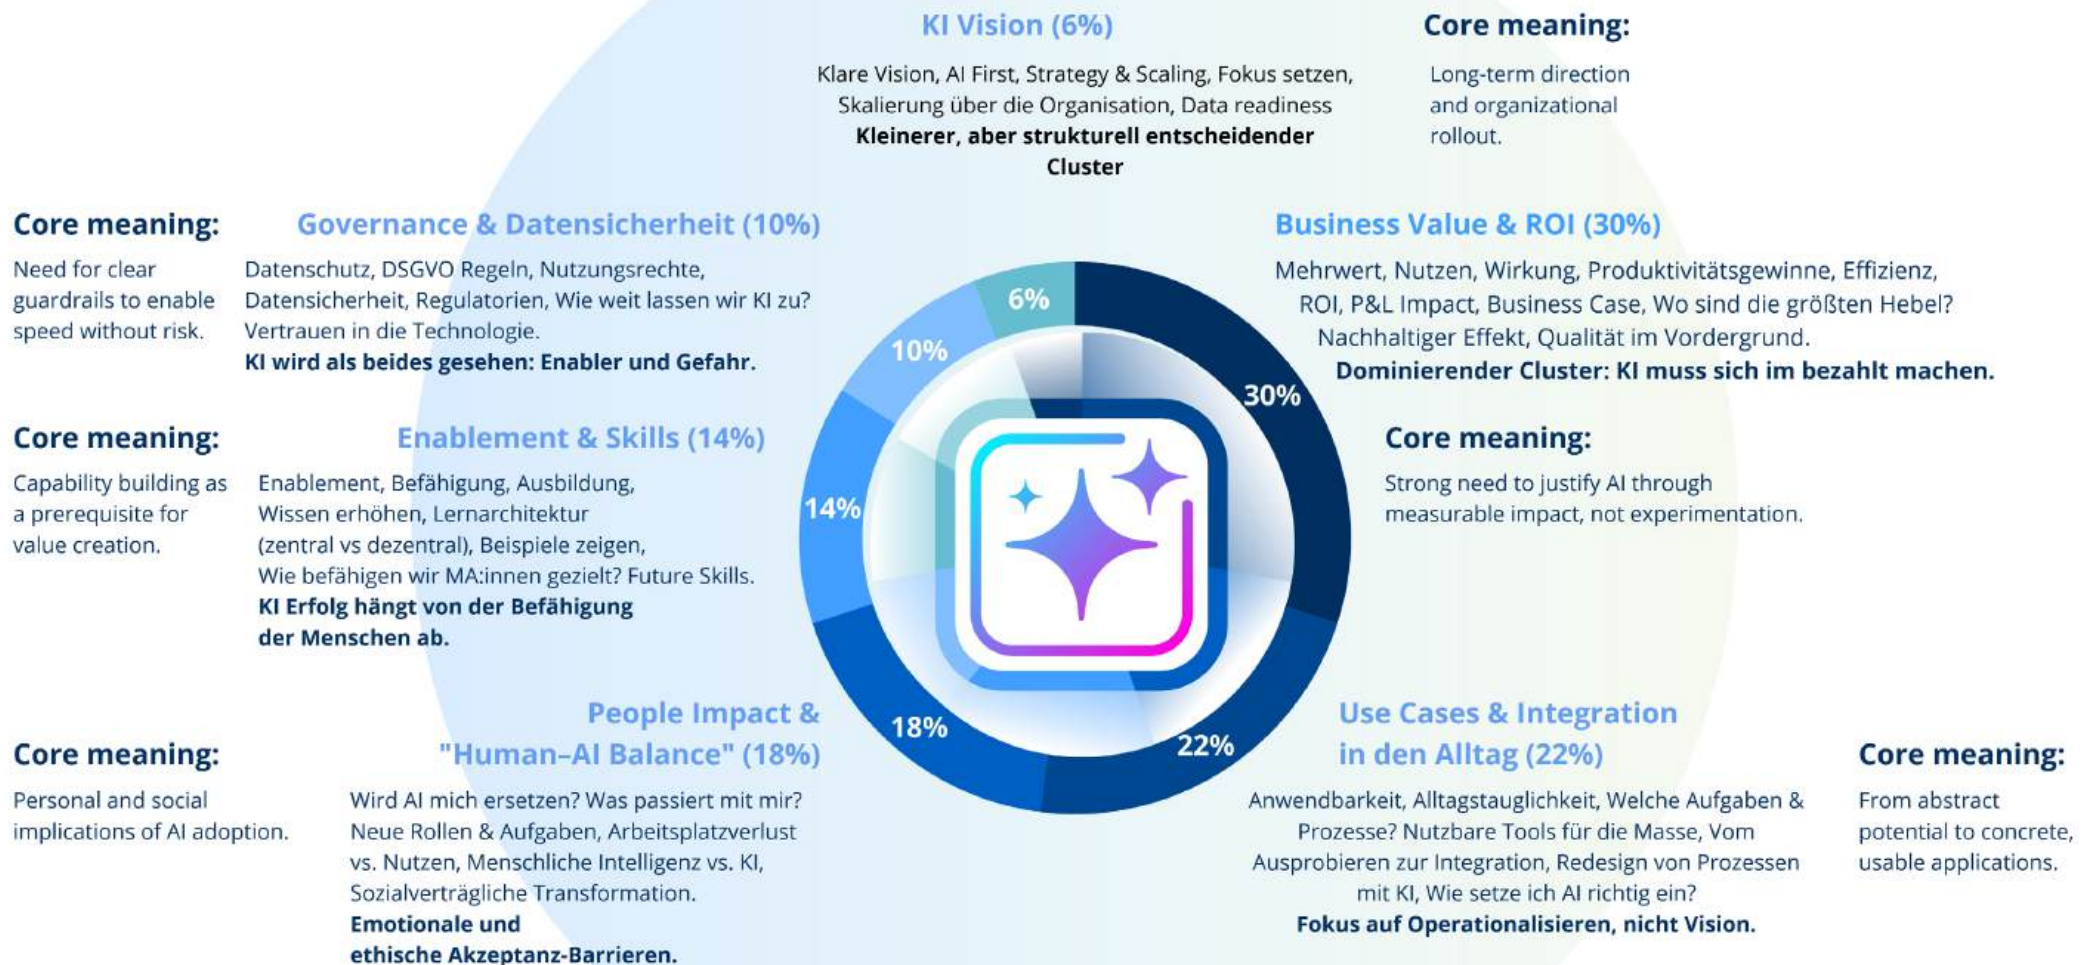 KI Vision (6%)
Klare Vision, AI First, Strategy & Scaling, Fokus setzen,
Skalierung über die Organisation, Data readiness
Kleinerer, aber strukturell entscheidender
Cluster
Core meaning:
Long-term direction
and organizational
rollout.
Core meaning:
Need for clear
guardrails to enable
speed without risk.
Governance & Datensicherheit (10%)
Datenschutz, DSGVO Regeln, Nutzungsrechte,
Datensicherheit, Regulatorien, Wie weit lassen wir KI zu?
Vertrauen in die Technologie.
KI wird als beides gesehen: Enabler und Gefahr.
Business Value & ROI (30%)
Mehrwert, Nutzen, Wirkung, Produktivitätsgewinne, Effizienz,
ROI, P&L Impact, Business Case, Wo sind die größten Hebel?
Nachhaltiger Effekt, Qualität im Vordergrund.
Dominierender Cluster: KI muss sich im bezahlt machen.
Core meaning:
Strong need to justify AI through
measurable impact, not experimentation.
6%
10%
30%
14%
18%
22%
Core meaning:
Capability building as
a prerequisite for
value creation.
Enablement & Skills (14%)
Enablement, Befähigung, Ausbildung,
Wissen erhöhen, Lernarchitektur
(zentral vs dezentral), Beispiele zeigen,
Wie befähigen wir MA:innen gezielt? Future Skills.
KI Erfolg hängt von der Befähigung
der Menschen ab.
Core meaning:
Personal and social
implications of AI adoption.
People Impact &
"Human–AI Balance" (18%)
Wird AI mich ersetzen? Was passiert mit mir?
Neue Rollen & Aufgaben, Arbeitsplatzverlust
vs. Nutzen, Menschliche Intelligenz vs. KI,
Sozialverträgliche Transformation.
Emotionale und
ethische Akzeptanz-Barrieren.
Use Cases & Integration
in den Alltag (22%)
Anwendbarkeit, Alltagstauglichkeit, Welche Aufgaben &
Prozesse? Nutzbare Tools für die Masse, Vom
Ausprobieren zur Integration, Redesign von Prozessen
mit KI, Wie setze ich AI richtig ein?
Fokus auf Operationalisieren, nicht Vision.
Core meaning:
From abstract
potential to concrete,
usable applications.